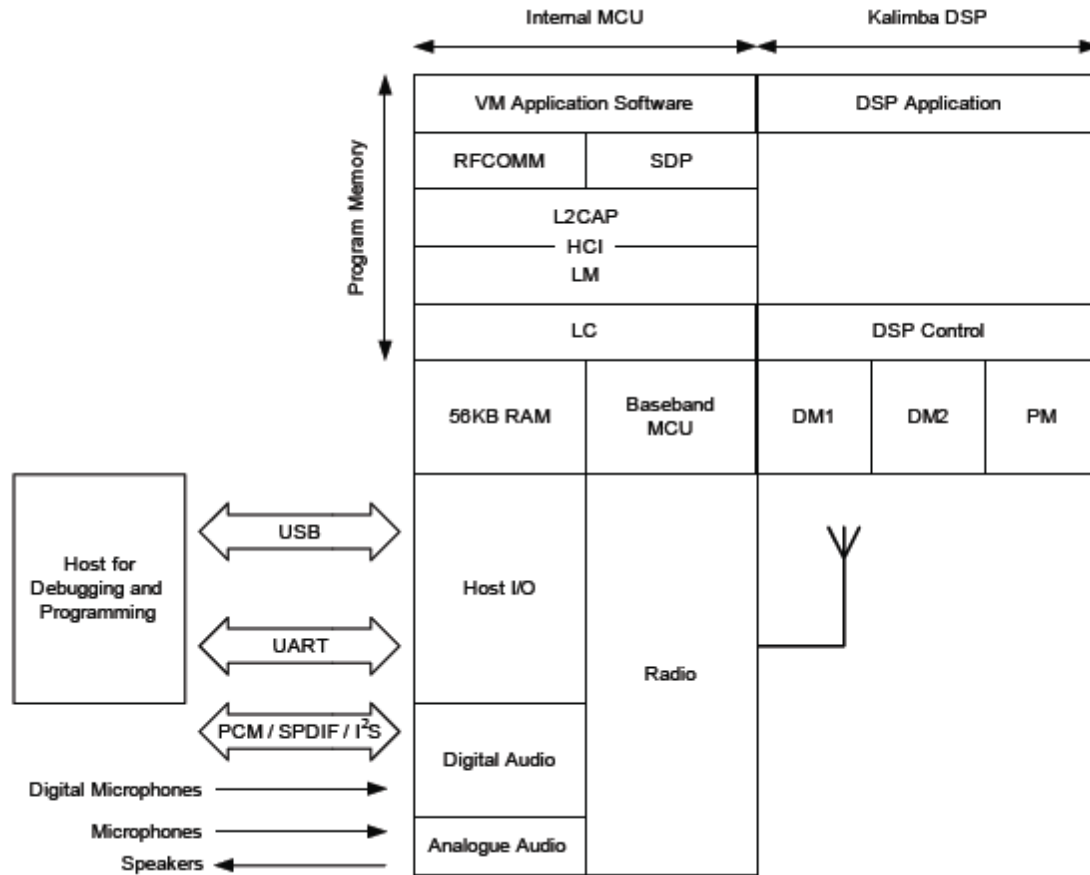 Internal MCU
Kalimba DSP
Program Memory
VM Application Software
DSP Application
RFCOMM
SDP
L2CAP
HCI
LM
LC
DSP Control
56KB RAM
Baseband
MCU
DM1
DM2
PM
Host for
Debugging and
Programming
USB
UART
PCM / SPDIF / I²S
Host I/O
Radio
Digital Audio
Digital Microphones
Microphones
Analogue Audio
Speakers